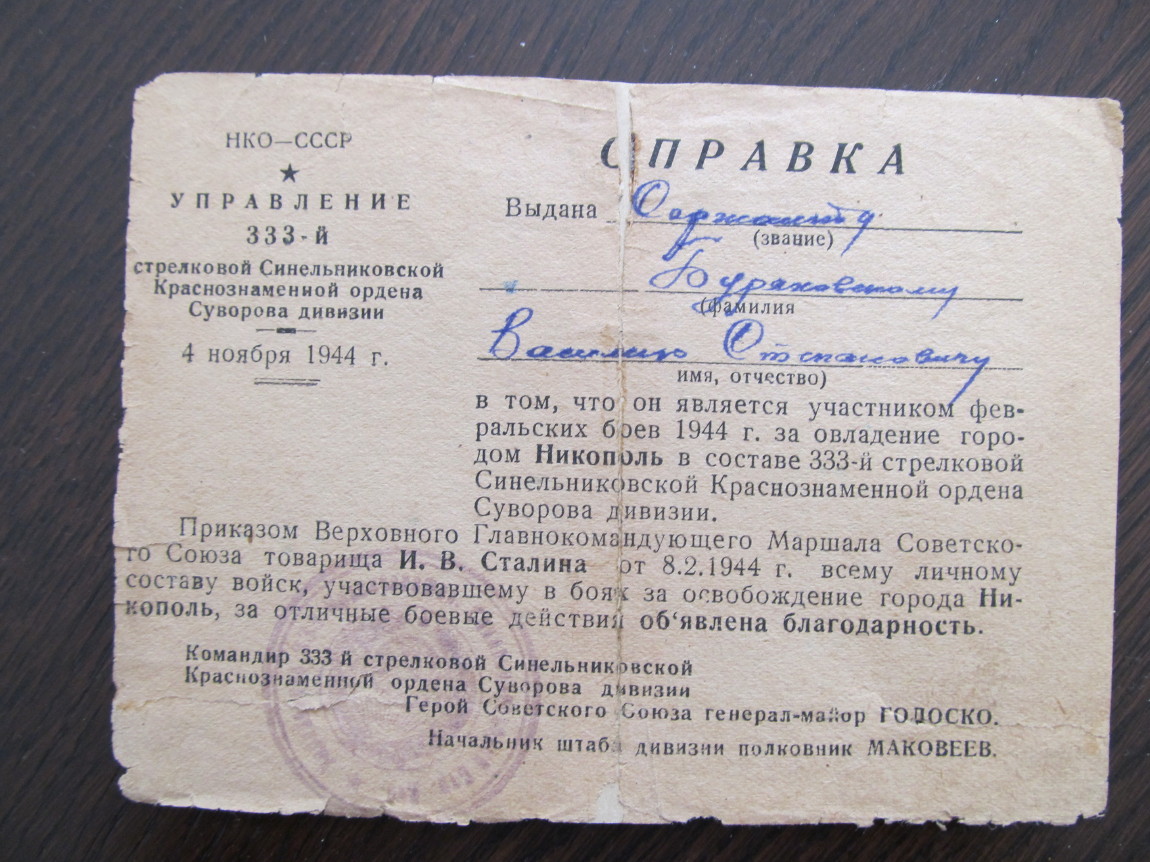 НКО—СССР
★
УПРАВЛЕНИЕ
333-й
стрелковой Синельниковской
Краснознаменной ордена
Суворова дивизии
4 ноября 1944 г.
СПРАВКА
Выдана Сержанту
(звание)
Бураковскому
(фамилия
Василию Степановичу
имя, отчество)
в том, что он является участником фев-
ральских боев 1944 г. за овладение горо-
дом Никополь в составе 333-й стрелковой
Синельниковской Краснознаменной ордена
Суворова дивизии.
Приказом Верховного Главнокомандующего Маршала Советско-
го Союза товарища И. В. Сталина от 8.2.1944 г. всему личному
составу войск, участвовавшему в боях за освобождение города Ни-
кополь, за отличные боевые действия об‘явлена благодарность.
Командир 333-й стрелковой Синельниковской
Краснознаменной ордена Суворова дивизии
Герой Советского Союза генерал-майор ГОЛОСКО.
Начальник штаба дивизии полковник МАКОВЕЕВ.